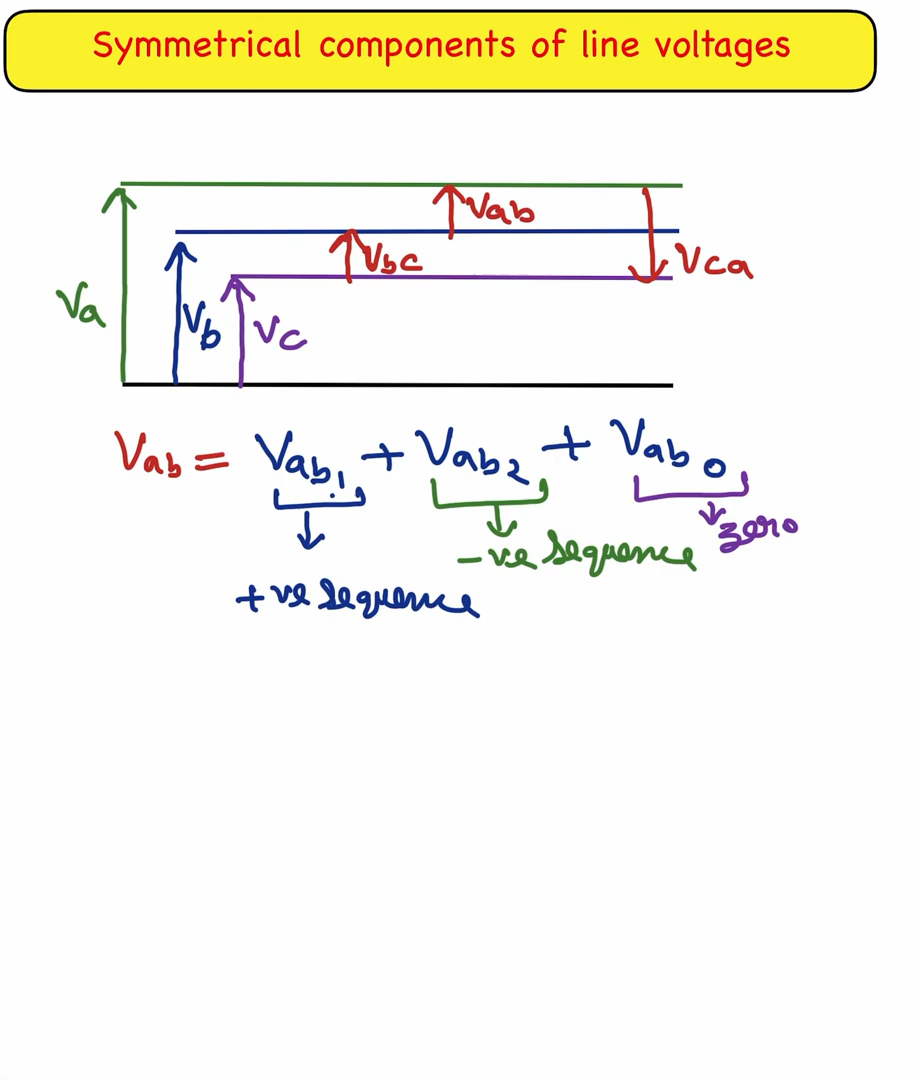 Symmetrical components of line voltages
Vab
Vbc
Vca
Va
Vb
Vc
Vab = Vab1 + Vab2 + Vab0
zero
-ve sequence
+ve sequence